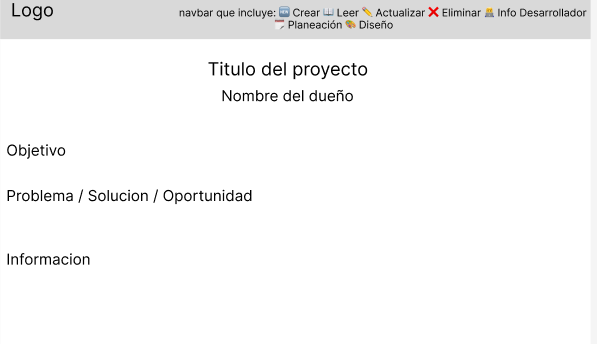 Logo
navbar que incluye: 🆕 Crear 📖 Leer ✏️ Actualizar ❌ Eliminar 👨‍💻 Info Desarrollador
🗓️ Planeación 🎨 Diseño
Titulo del proyecto
Nombre del dueño
Objetivo
Problema / Solucion / Oportunidad
Informacion